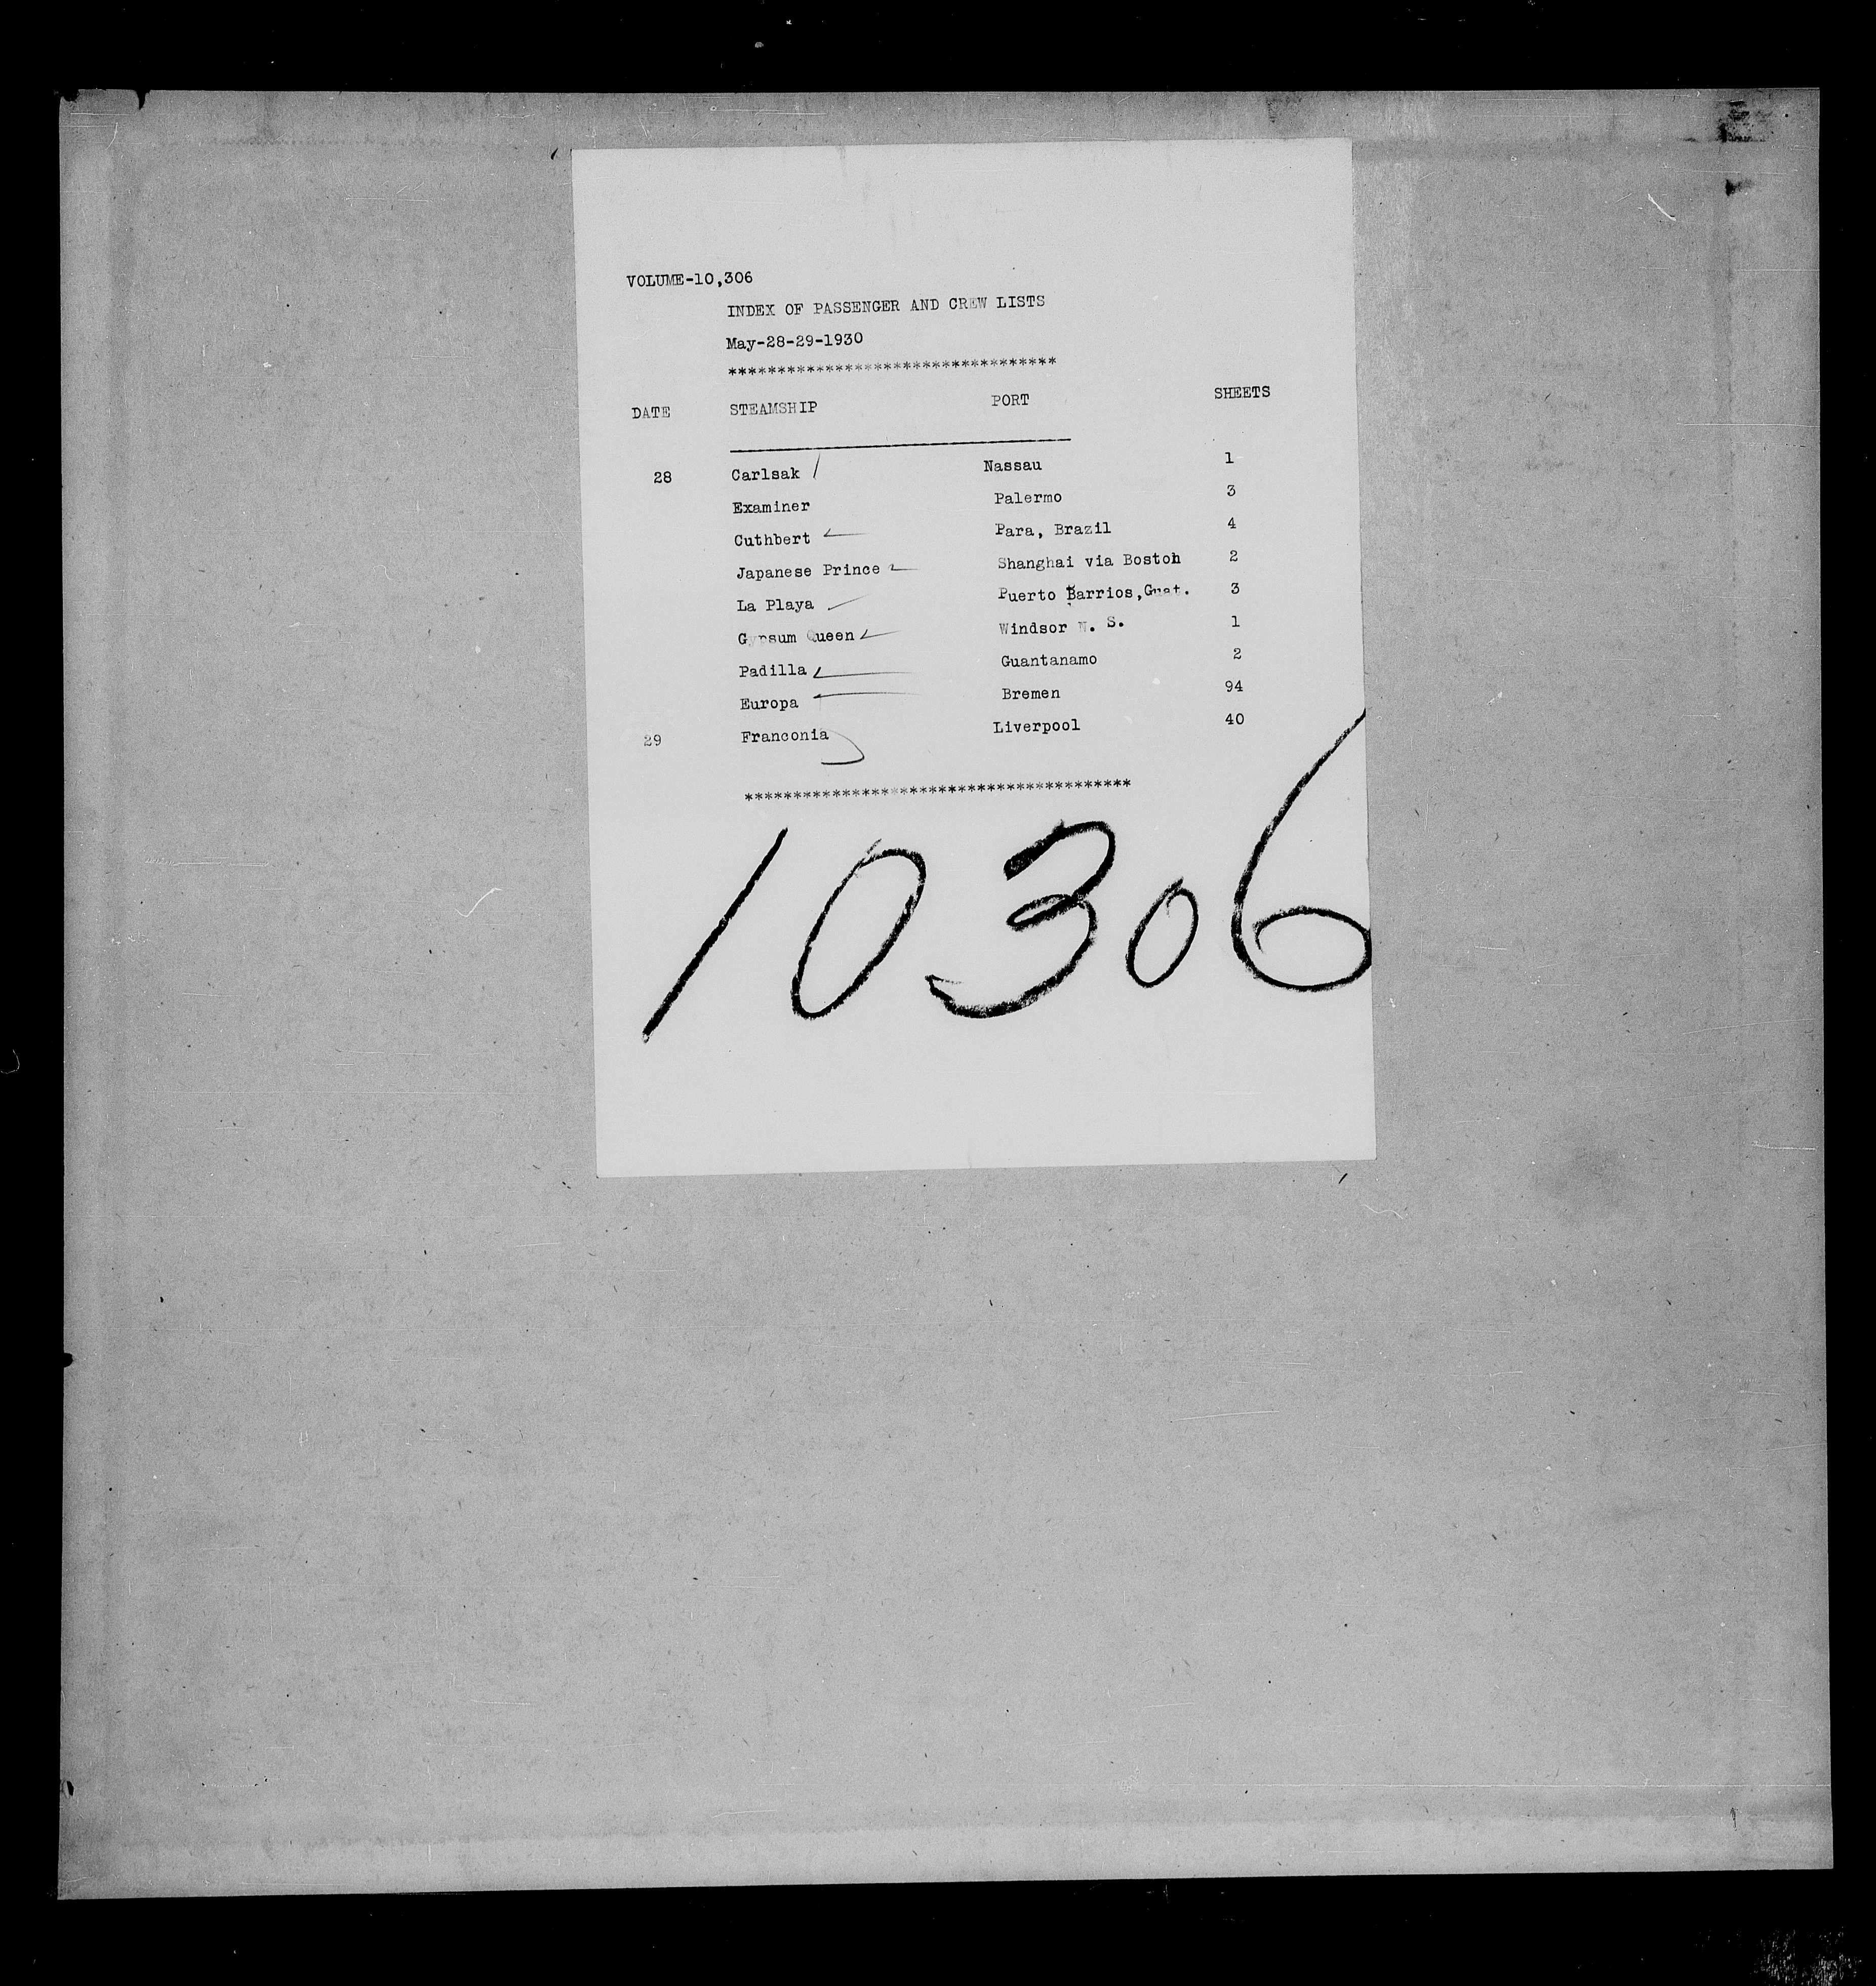 VOLUME-10,306
INDEX OF PASSENGER AND CREW LISTS
May-28-29-1930
**********************************
DATE STEAMSHIP PORT SHEETS
28 Carlsak Nassau 1
Examiner Palermo 3
Cuthbert Para, Brazil 4
Japanese Prince Shanghai via Boston 2
La Playa Puerto Barrios,Guat. 3
Gypsum Queen Windsor N. S. 1
Padilla Guantanamo 2
Europa Bremen 94
29 Franconia Liverpool 40
****************************************
10306